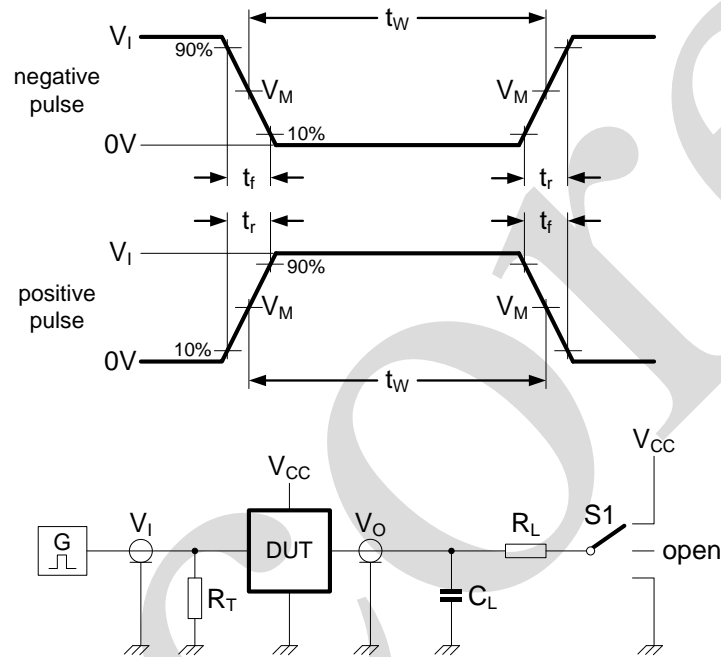 V_I
90%
t_W
negative
pulse
V_M
V_M
0V
10%
t_f
t_r
t_r
t_f
V_I
90%
positive
pulse
V_M
V_M
10%
0V
t_W
V_CC
V_CC
G
V_I
DUT
V_O
R_L
S1
open
R_T
C_L